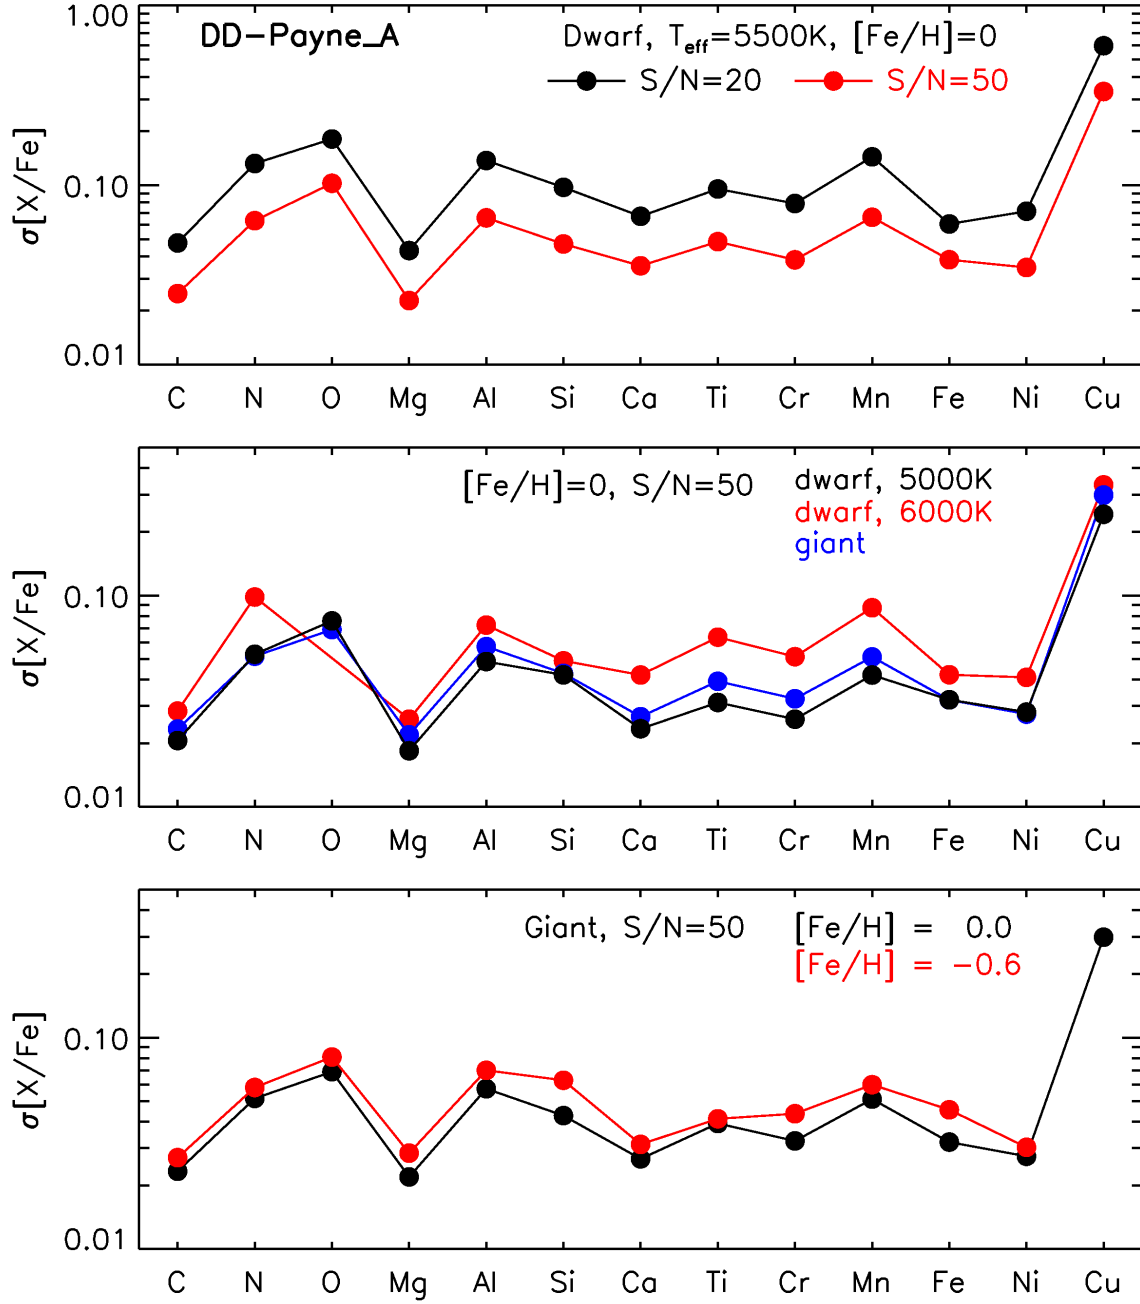 1.00
DD-Payne_A
Dwarf, Teff=5500K, [Fe/H]=0
S/N=20 S/N=50
σ[X/Fe]
0.10
0.01
C N O Mg Al Si Ca Ti Cr Mn Fe Ni Cu
[Fe/H]=0, S/N=50
dwarf, 5000K
dwarf, 6000K
giant
σ[X/Fe]
0.10
0.01
C N O Mg Al Si Ca Ti Cr Mn Fe Ni Cu
Giant, S/N=50 [Fe/H] = 0.0
[Fe/H] = −0.6
σ[X/Fe]
0.10
0.01
C N O Mg Al Si Ca Ti Cr Mn Fe Ni Cu